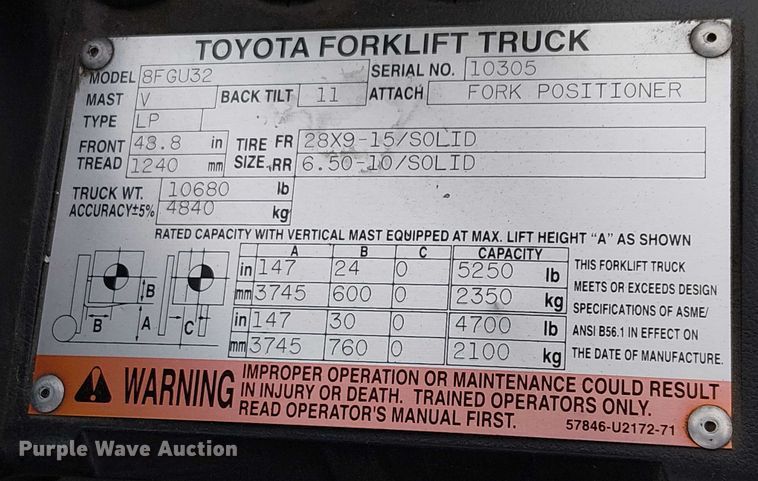 TOYOTA FORKLIFT TRUCK
MODEL 8FGU32 SERIAL NO. 10305
MAST V BACK TILT 11 ATTACH FORK POSITIONER
TYPE LP
FRONT TREAD 48.8 in 1240 mm
TIRE SIZE FR 28X9-15/SOLID
RR 6.50-10/SOLID
TRUCK WT. 10680 lb
ACCURACY±5% 4840 kg
RATED CAPACITY WITH VERTICAL MAST EQUIPPED AT MAX. LIFT HEIGHT "A" AS SHOWN
A B C CAPACITY
in 147 24 0 5250 lb
mm 3745 600 0 2350 kg
in 147 30 0 4700 lb
mm 3745 760 0 2100 kg
B
B A C
THIS FORKLIFT TRUCK
MEETS OR EXCEEDS DESIGN
SPECIFICATIONS OF ASME/
ANSI B56.1 IN EFFECT ON
THE DATE OF MANUFACTURE.
WARNING
IMPROPER OPERATION OR MAINTENANCE COULD RESULT
IN INJURY OR DEATH. TRAINED OPERATORS ONLY.
READ OPERATOR'S MANUAL FIRST.
57846-U2172-71
Purple Wave Auction